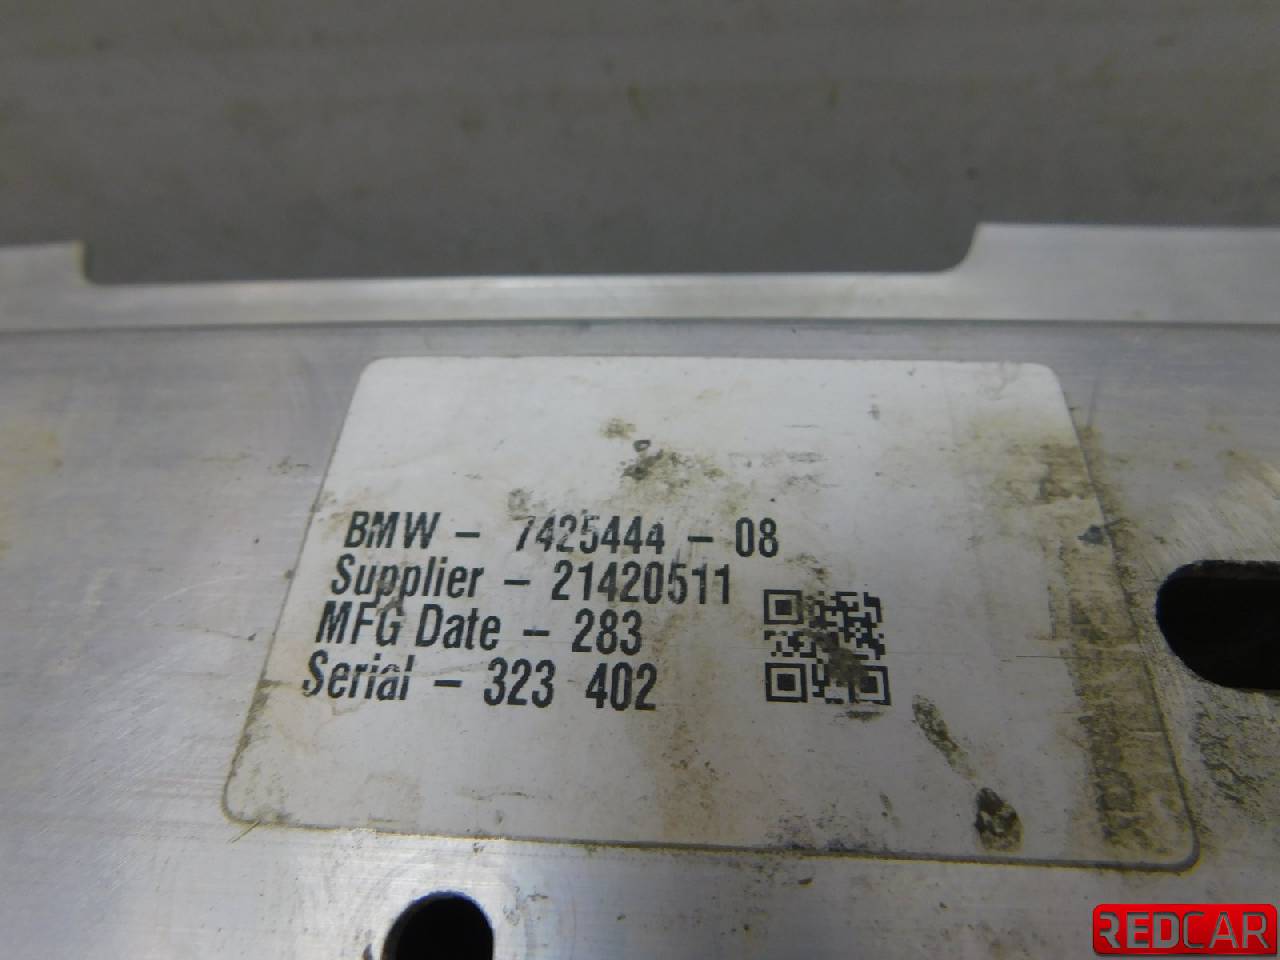 BMW - 7425444 - 08
Supplier - 21420511
MFG Date - 283
Serial - 323 402
REDCAR